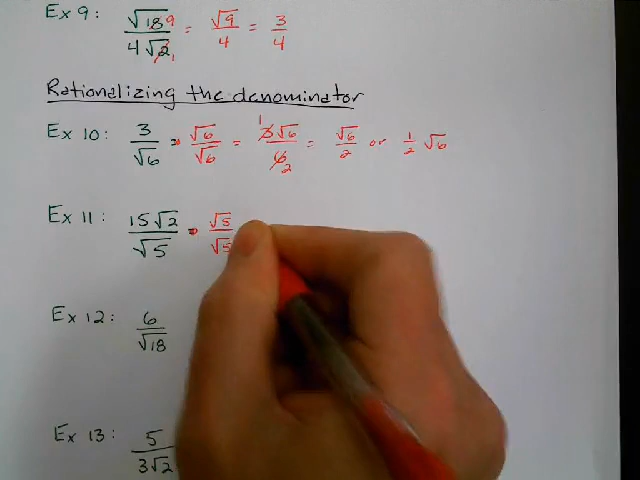 Ex 9: √18 9 / 4√2 1 = √9 / 4 = 3/4
Rationalizing the denominator
Ex 10: 3/√6 • √6/√6 = 1 3√6 / 6 2 = √6/2 or 1/2 √6
Ex 11: 15√2/√5 • √5/√5
Ex 12: 6/√18
Ex 13: 5/3√2